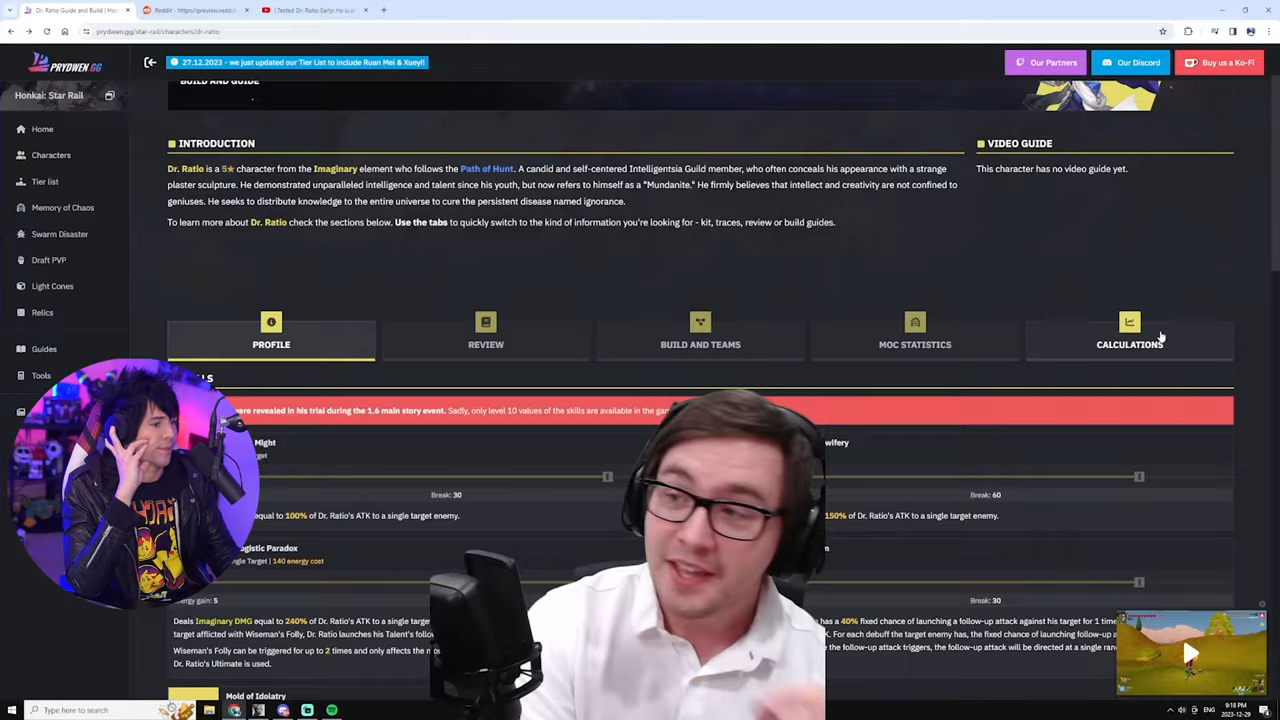 Dr. Ratio Guide and Build | Hon
Reddit - https://preview.redd.i
I Tested Dr. Ratio Early! He is a
prydwen.gg/star-rail/characters/dr-ratio
PRYDWEN.GG
27.12.2023 - we just updated our Tier List to include Ruan Mei & Xueyi!
Our Partners
Our Discord
Buy us a Ko-Fi
Honkai: Star Rail
BUILD AND GUIDE
Home
Characters
Tier list
Memory of Chaos
Swarm Disaster
Draft PVP
Light Cones
Relics
Guides
Tools
INTRODUCTION
Dr. Ratio is a 5★ character from the Imaginary element who follows the Path of Hunt. A candid and self-centered Intelligentsia Guild member, who often conceals his appearance with a strange
plaster sculpture. He demonstrated unparalleled intelligence and talent since his youth, but now refers to himself as a "Mundanite." He firmly believes that intellect and creativity are not confined to
geniuses. He seeks to distribute knowledge to the entire universe to cure the persistent disease named ignorance.
To learn more about Dr. Ratio check the sections below. Use the tabs to quickly switch to the kind of information you're looking for - kit, traces, review or build guides.
VIDEO GUIDE
This character has no video guide yet.
PROFILE
REVIEW
BUILD AND TEAMS
MOC STATISTICS
CALCULATIONS
were revealed in his trial during the 1.6 main story event. Sadly, only level 10 values of the skills are available in the ga
Might
wifery
Break: 30
Break: 60
equal to 100% of Dr. Ratio's ATK to a single target enemy.
150% of Dr. Ratio's ATK to a single target enemy.
ogistic Paradox
ngle Target | 140 energy cost
nergy gain: 5
Break: 30
Deals Imaginary DMG equal to 240% of Dr. Ratio's ATK to a
target afflicted with Wiseman's Folly, Dr. Ratio launches his Talent's follow
Wiseman's Folly can be triggered for up to 2 times and only affects the m
Dr. Ratio's Ultimate is used.
has a 40% fixed chance of launching a follow-up attack against his target for 1 time
K. For each debuff the target enemy has, the fixed chance of launching follow-up
the follow-up attack triggers, the follow-up attack will be directed at a single ra
Mold of Idolatry
Type here to search
ENG
9:18 PM
2023-12-29